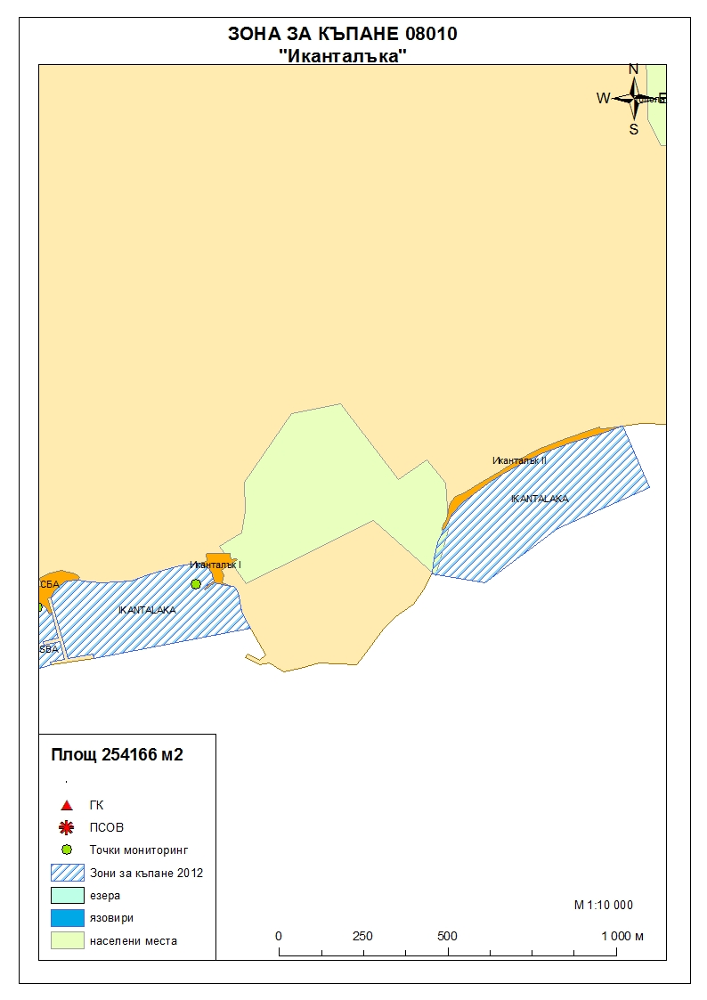 ЗОНА ЗА КЪПАНЕ 08010
"Иканталъка"
N
W
E
S
Иканталък II
IKANTALAKA
Иканталък I
СБА
IKANTALAKA
SBA
Площ 254166 м2
ГК
ПСОВ
Точки мониторинг
Зони за къпане 2012
езера
язовири
населени места
М 1:10 000
0 250 500 1 000 м